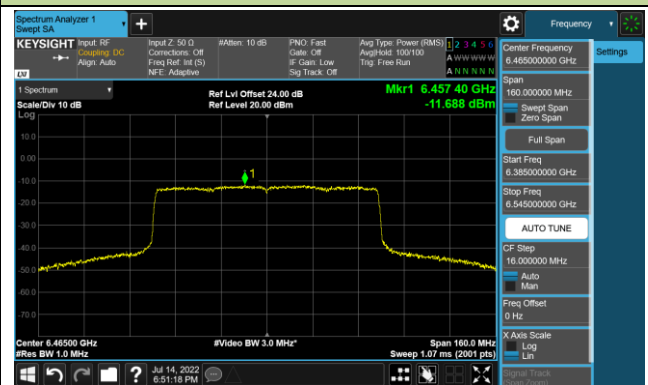 Spectrum Analyzer 1
Swept SA
Frequency
KEYSIGHT
Input: RF
Coupling: DC
Align: Auto
Input Z: 50 Ω
Corrections: Off
Freq Ref: Int (S)
NFE: Adaptive
#Atten: 10 dB
PNO: Fast
Gate: Off
IF Gain: Low
Sig Track: Off
Avg Type: Power (RMS)
Avg|Hold: 100/100
Trig: Free Run
1 2 3 4 5 6
A W W W W W
A N N N N N
LXI
1 Spectrum
Scale/Div 10 dB
Log
Ref Lvl Offset 24.00 dB
Ref Level 20.00 dBm
Mkr1 6.457 40 GHz
-11.688 dBm
10.0
0.00
-10.0
-20.0
-30.0
-40.0
-50.0
-60.0
-70.0
1
Center 6.46500 GHz
#Res BW 1.0 MHz
#Video BW 3.0 MHz*
Span 160.0 MHz
Sweep 1.07 ms (2001 pts)
Jul 14, 2022
6:51:18 PM
Center Frequency
6.465000000 GHz
Span
160.000000 MHz
Swept Span
Zero Span
Full Span
Start Freq
6.385000000 GHz
Stop Freq
6.545000000 GHz
AUTO TUNE
CF Step
16.000000 MHz
Auto
Man
Freq Offset
0 Hz
X Axis Scale
Log
Lin
Signal Track
(Span Zoom)
Settings